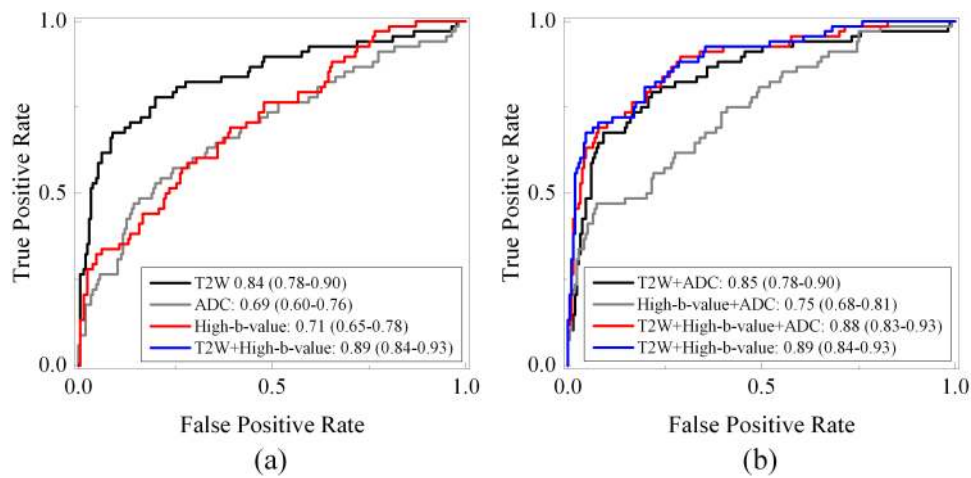 1.0
0.5
0.0
True Positive Rate
T2W 0.84 (0.78-0.90)
ADC: 0.69 (0.60-0.76)
High-b-value: 0.71 (0.65-0.78)
T2W+High-b-value: 0.89 (0.84-0.93)
0.0 0.5 1.0
False Positive Rate
(a)
1.0
0.5
0.0
True Positive Rate
T2W+ADC: 0.85 (0.78-0.90)
High-b-value+ADC: 0.75 (0.68-0.81)
T2W+High-b-value+ADC: 0.88 (0.83-0.93)
T2W+High-b-value: 0.89 (0.84-0.93)
0.0 0.5 1.0
False Positive Rate
(b)